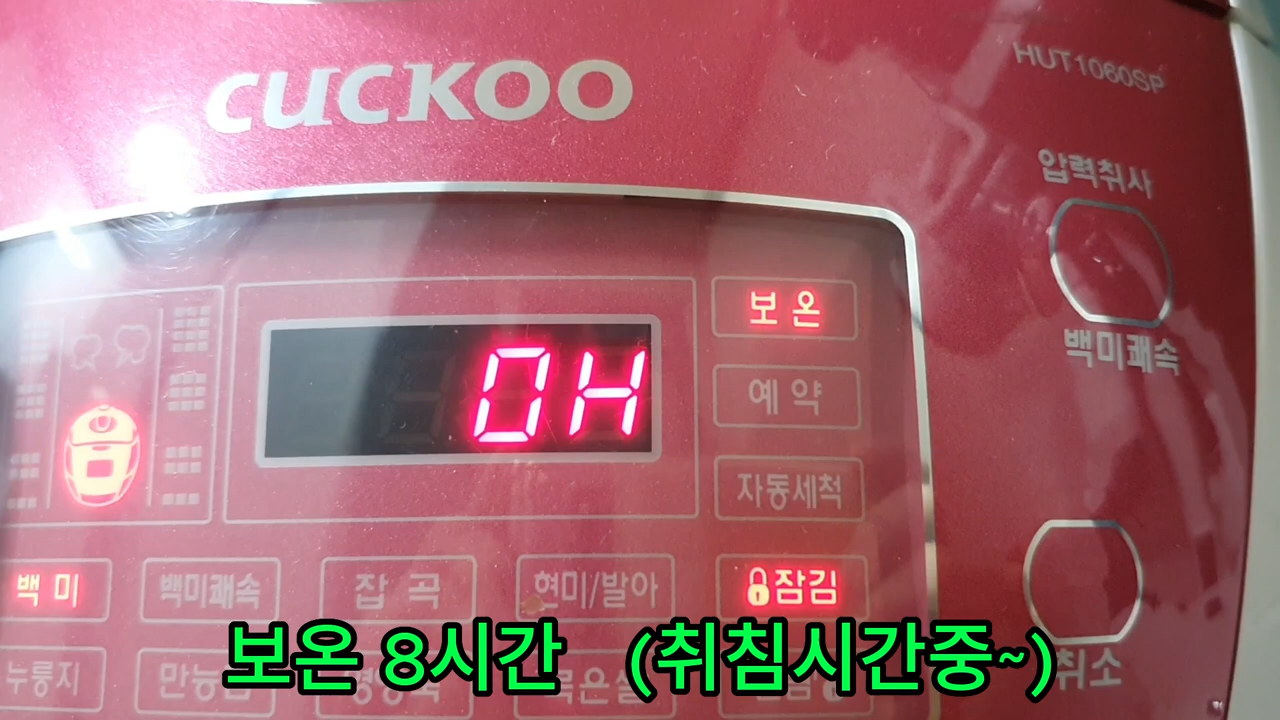 CUCKOO
HUT1060SP
압력취사
백미쾌속
보온
0H
예약
자동세척
백미
백미쾌속
잡곡
현미/발아
잠김
누룽지
취소
보온 8시간 (취침시간중~)